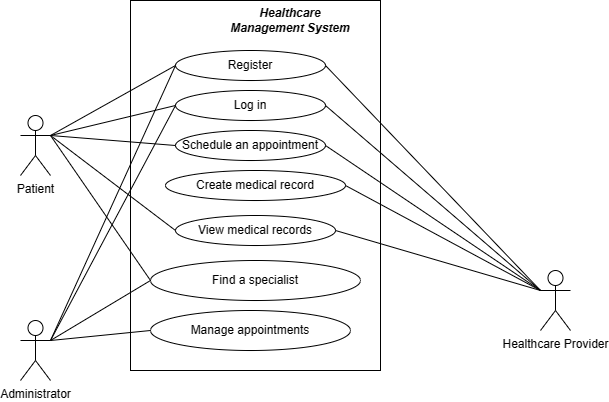 Healthcare
Management System
Register
Log in
Schedule an appointment
Create medical record
Patient
View medical records
Find a specialist
Manage appointments
Healthcare Provider
Administrator